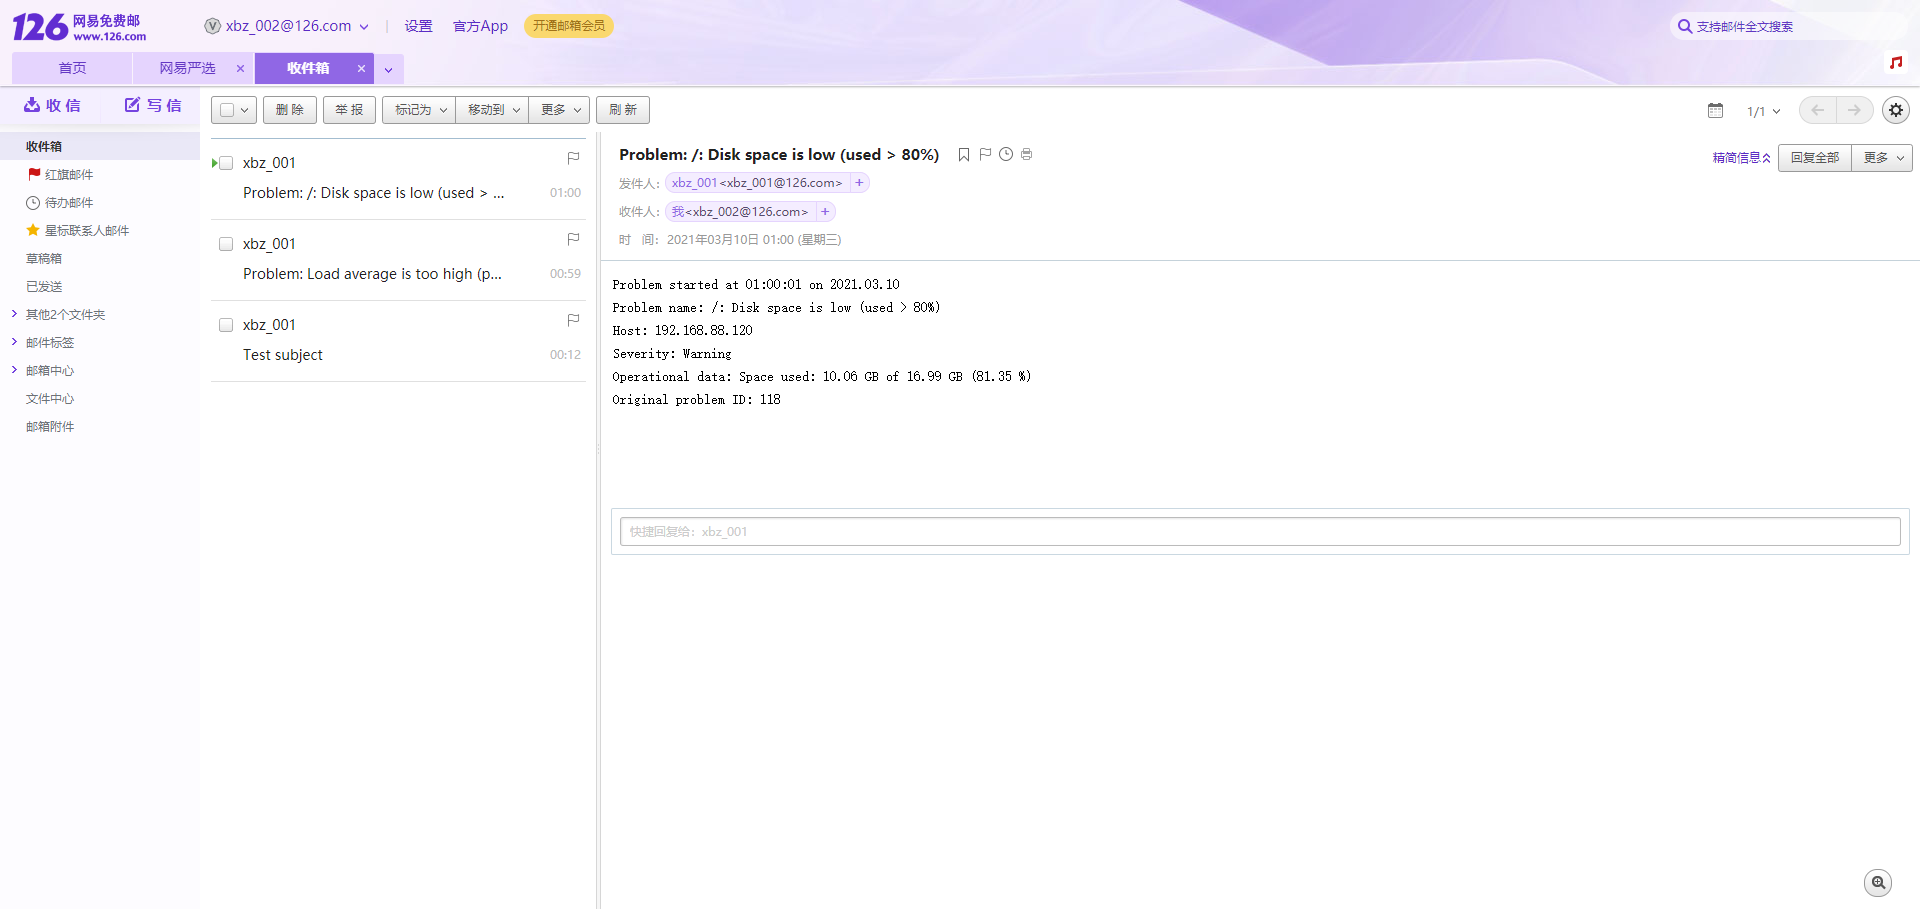 126 网易免费邮
www.126.com
xbz_002@126.com
设置
官方App
开通邮箱会员
支持邮件全文搜索
首页
网易严选
收件箱
收 信
写 信
删 除
举 报
标记为
移动到
更多
刷 新
1/1
收件箱
红旗邮件
待办邮件
星标联系人邮件
草稿箱
已发送
其他2个文件夹
邮件标签
邮箱中心
文件中心
邮箱附件
xbz_001
Problem: /: Disk space is low (used > ...
01:00
xbz_001
Problem: Load average is too high (p...
00:59
xbz_001
Test subject
00:12
Problem: /: Disk space is low (used > 80%)
精简信息
回复全部
更多
发件人： xbz_001<xbz_001@126.com> +
收件人： 我<xbz_002@126.com> +
时 间： 2021年03月10日 01:00 (星期三)
Problem started at 01:00:01 on 2021.03.10
Problem name: /: Disk space is low (used > 80%)
Host: 192.168.88.120
Severity: Warning
Operational data: Space used: 10.06 GB of 16.99 GB (81.35 %)
Original problem ID: 118
快捷回复给：xbz_001